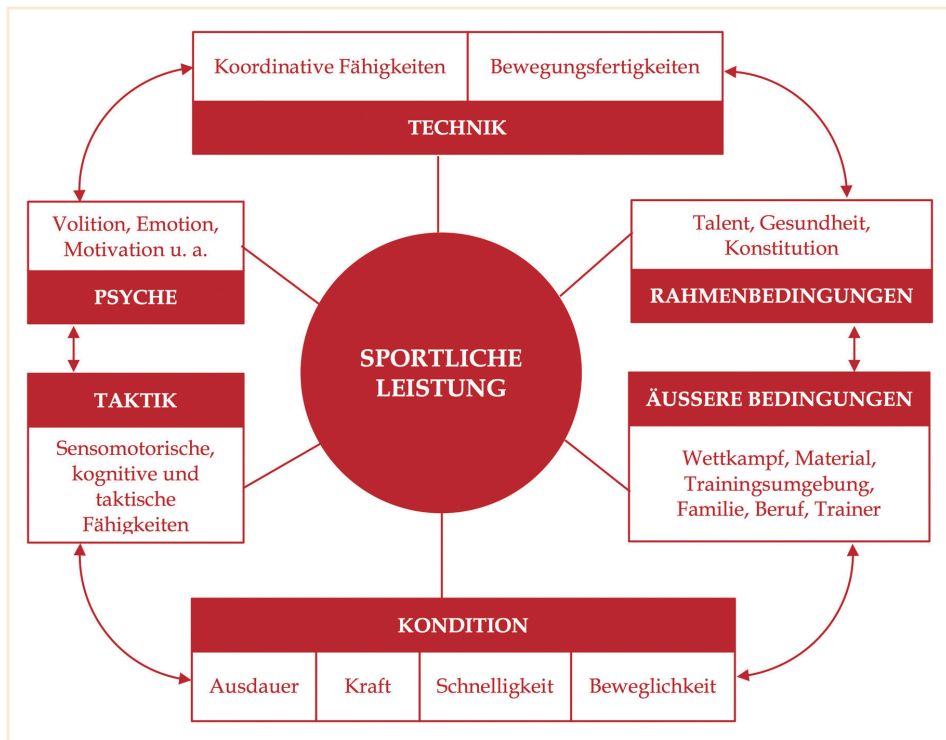 Koordinative Fähigkeiten
Bewegungsfertigkeiten
TECHNIK
Volition, Emotion,
Motivation u. a.
PSYCHE
Talent, Gesundheit,
Konstitution
RAHMENBEDINGUNGEN
SPORTLICHE
LEISTUNG
TAKTIK
Sensomotorische,
kognitive und
taktische
Fähigkeiten
ÄUSSERE BEDINGUNGEN
Wettkampf, Material,
Trainingsumgebung,
Familie, Beruf, Trainer
KONDITION
Ausdauer
Kraft
Schnelligkeit
Beweglichkeit